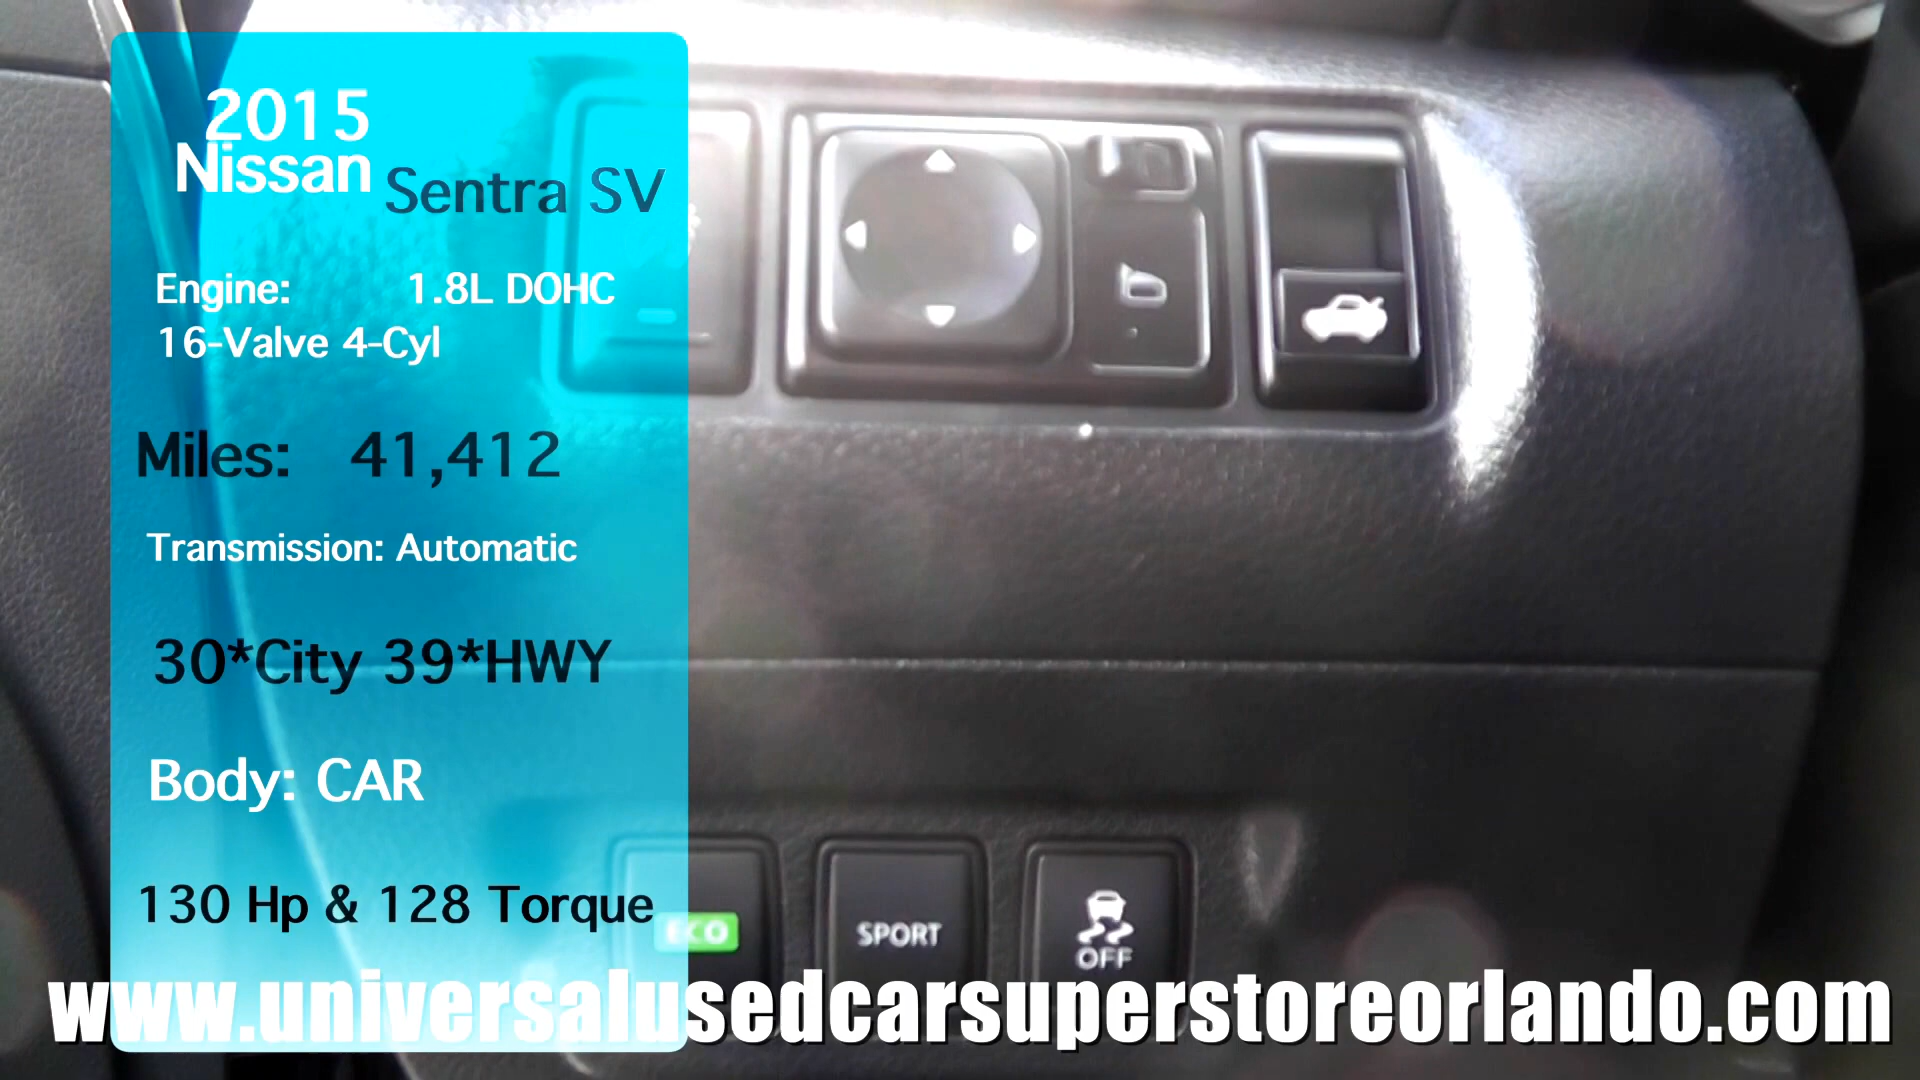 2015
Nissan Sentra SV
Engine: 1.8L DOHC
16-Valve 4-Cyl
Miles: 41,412
Transmission: Automatic
30*City 39*HWY
Body: CAR
130 Hp & 128 Torque
ECO
SPORT
OFF
www.universalusedcarsuperstoreorlando.com